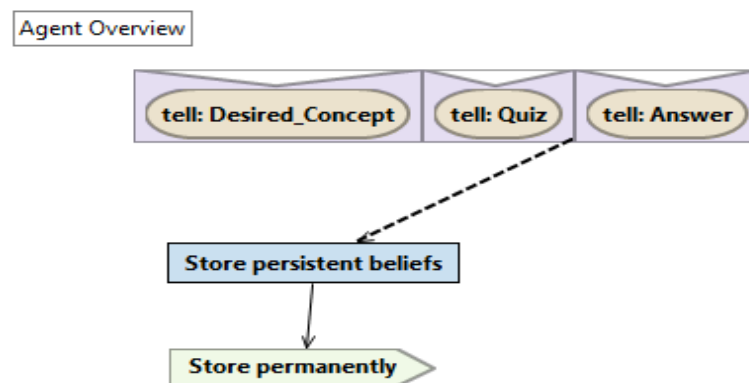 Agent Overview
tell: Desired_Concept tell: Quiz tell: Answer
Store persistent beliefs
Store permanently